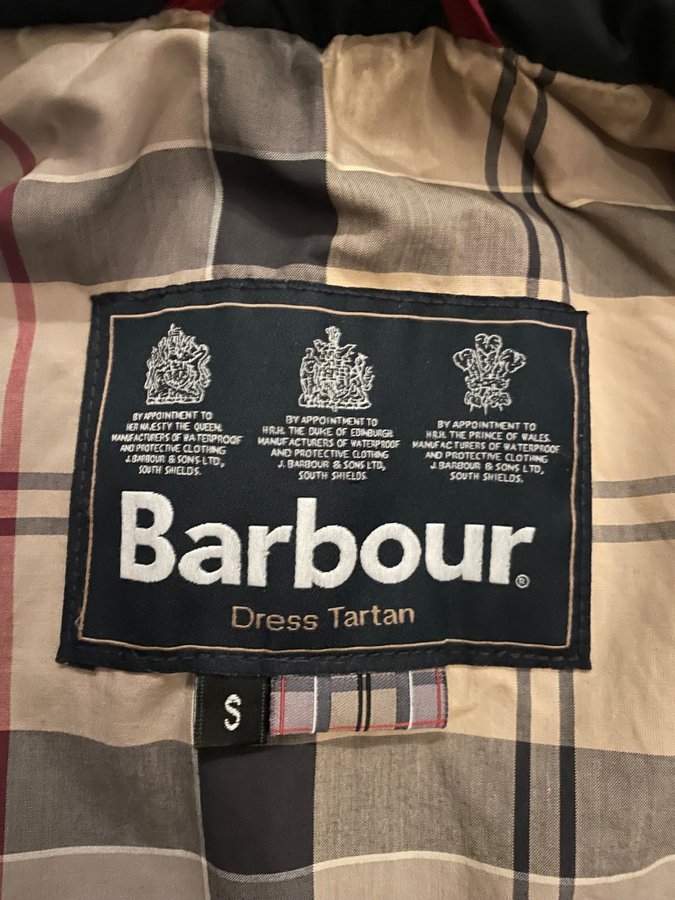 BY APPOINTMENT TO
HER MAJESTY THE QUEEN.
MANUFACTURERS OF WATERPROOF
AND PROTECTIVE CLOTHING
J. BARBOUR & SONS LTD.,
SOUTH SHIELDS.
BY APPOINTMENT TO
H.R.H. THE DUKE OF EDINBURGH
MANUFACTURERS OF WATERPROOF
AND PROTECTIVE CLOTHING
J. BARBOUR & SONS LTD.,
SOUTH SHIELDS.
BY APPOINTMENT TO
H.R.H. THE PRINCE OF WALES.
MANUFACTURERS OF WATERPROOF
AND PROTECTIVE CLOTHING
J. BARBOUR & SONS LTD.,
SOUTH SHIELDS.
Barbour®
Dress Tartan
S